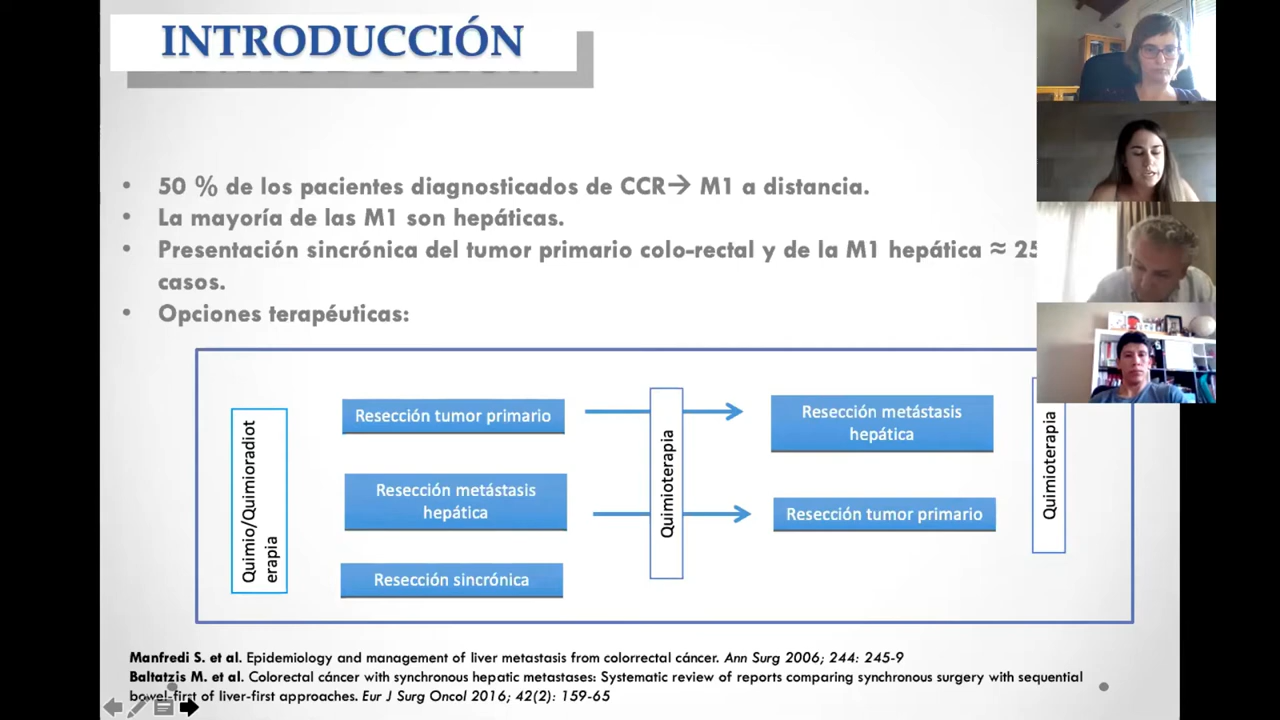 INTRODUCCIÓN
• 50 % de los pacientes diagnosticados de CCR→ M1 a distancia.
• La mayoría de las M1 son hepáticas.
• Presentación sincrónica del tumor primario colo-rectal y de la M1 hepática ≈ 25
casos.
• Opciones terapéuticas:
Quimio/Quimioradiot
erapia
Resección tumor primario
Resección metástasis
hepática
Resección sincrónica
Quimioterapia
Resección metástasis
hepática
Resección tumor primario
Quimioterapia
Manfredi S. et al. Epidemiology and management of liver metastasis from colorrectal cáncer. Ann Surg 2006; 244: 245-9
Baltatzis M. et al. Colorectal cáncer with synchronous hepatic metastases: Systematic review of reports comparing synchronous surgery with sequential
bowel-first of liver-first approaches. Eur J Surg Oncol 2016; 42(2): 159-65